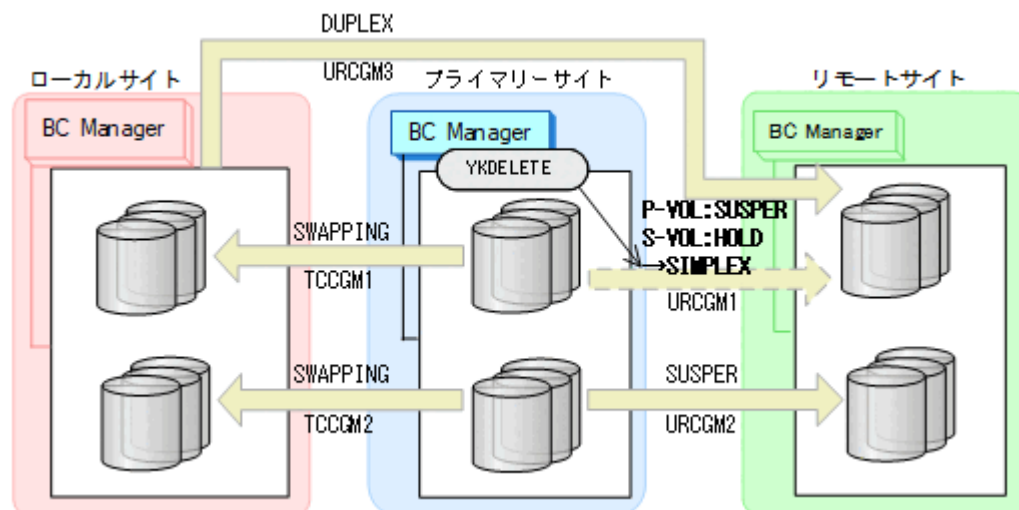 DUPLEX
URCGM3
ローカルサイト
プライマリーサイト
リモートサイト
BC Manager
BC Manager
BC Manager
YKDELETE
P-VOL:SUSPER
S-VOL:HOLD
→SIMPLEX
SWAPPING
TCCGM1
URCGM1
SWAPPING
TCCGM2
SUSPER
URCGM2